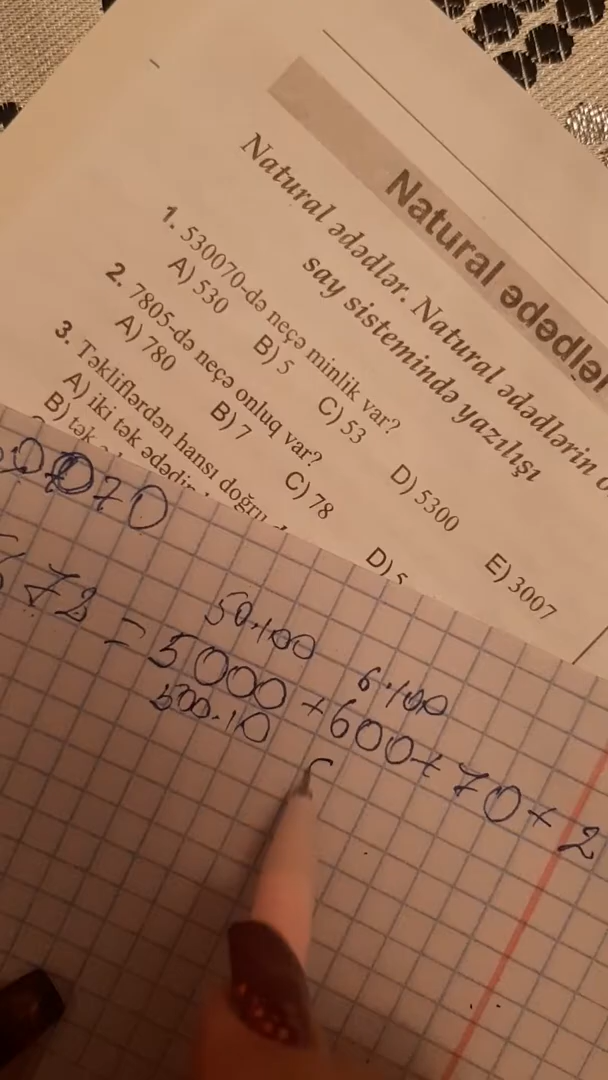 Natural ədədlər
Natural ədədlər. Natural ədədlərin
say sistemində yazılışı
1. 530070-də neçə minlik var?
A) 530 B) 5 C) 53 D) 5300 E) 3007
2. 7805-də neçə onluq var?
A) 780 B) 7 C) 78 D) 5
3. Təkliflərdən hansı doğru
A) iki tək ədədin
B) tək
070
50.100 6.100
672 = 5000 + 600 + 70 + 2
500.10